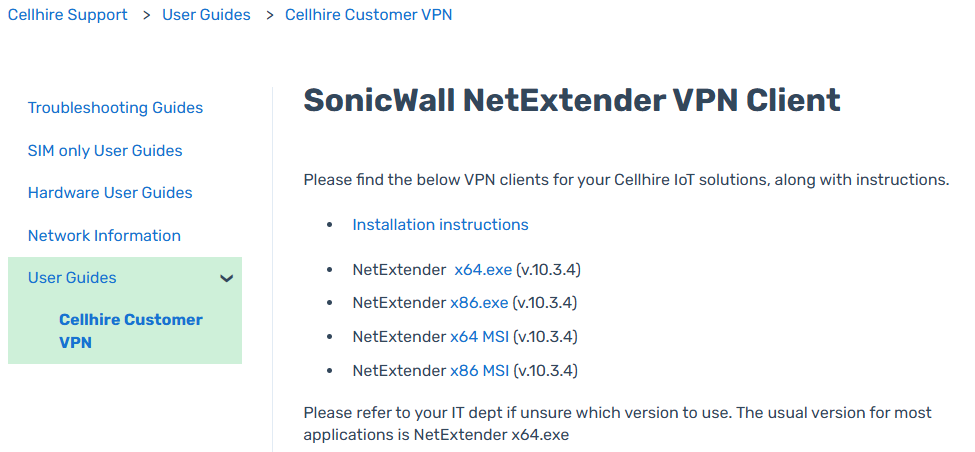 Cellhire Support > User Guides > Cellhire Customer VPN
Troubleshooting Guides
SIM only User Guides
Hardware User Guides
Network Information
User Guides
Cellhire Customer
VPN
SonicWall NetExtender VPN Client
Please find the below VPN clients for your Cellhire IoT solutions, along with instructions.
• Installation instructions
• NetExtender x64.exe (v.10.3.4)
• NetExtender x86.exe (v.10.3.4)
• NetExtender x64 MSI (v.10.3.4)
• NetExtender x86 MSI (v.10.3.4)
Please refer to your IT dept if unsure which version to use. The usual version for most
applications is NetExtender x64.exe